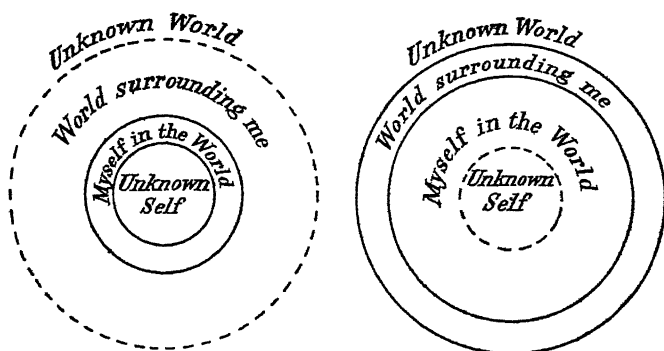 Unknown World
World surrounding me
Myself in the World
Unknown
Self
Unknown World
World surrounding me
Myself in the World
Unknown
Self